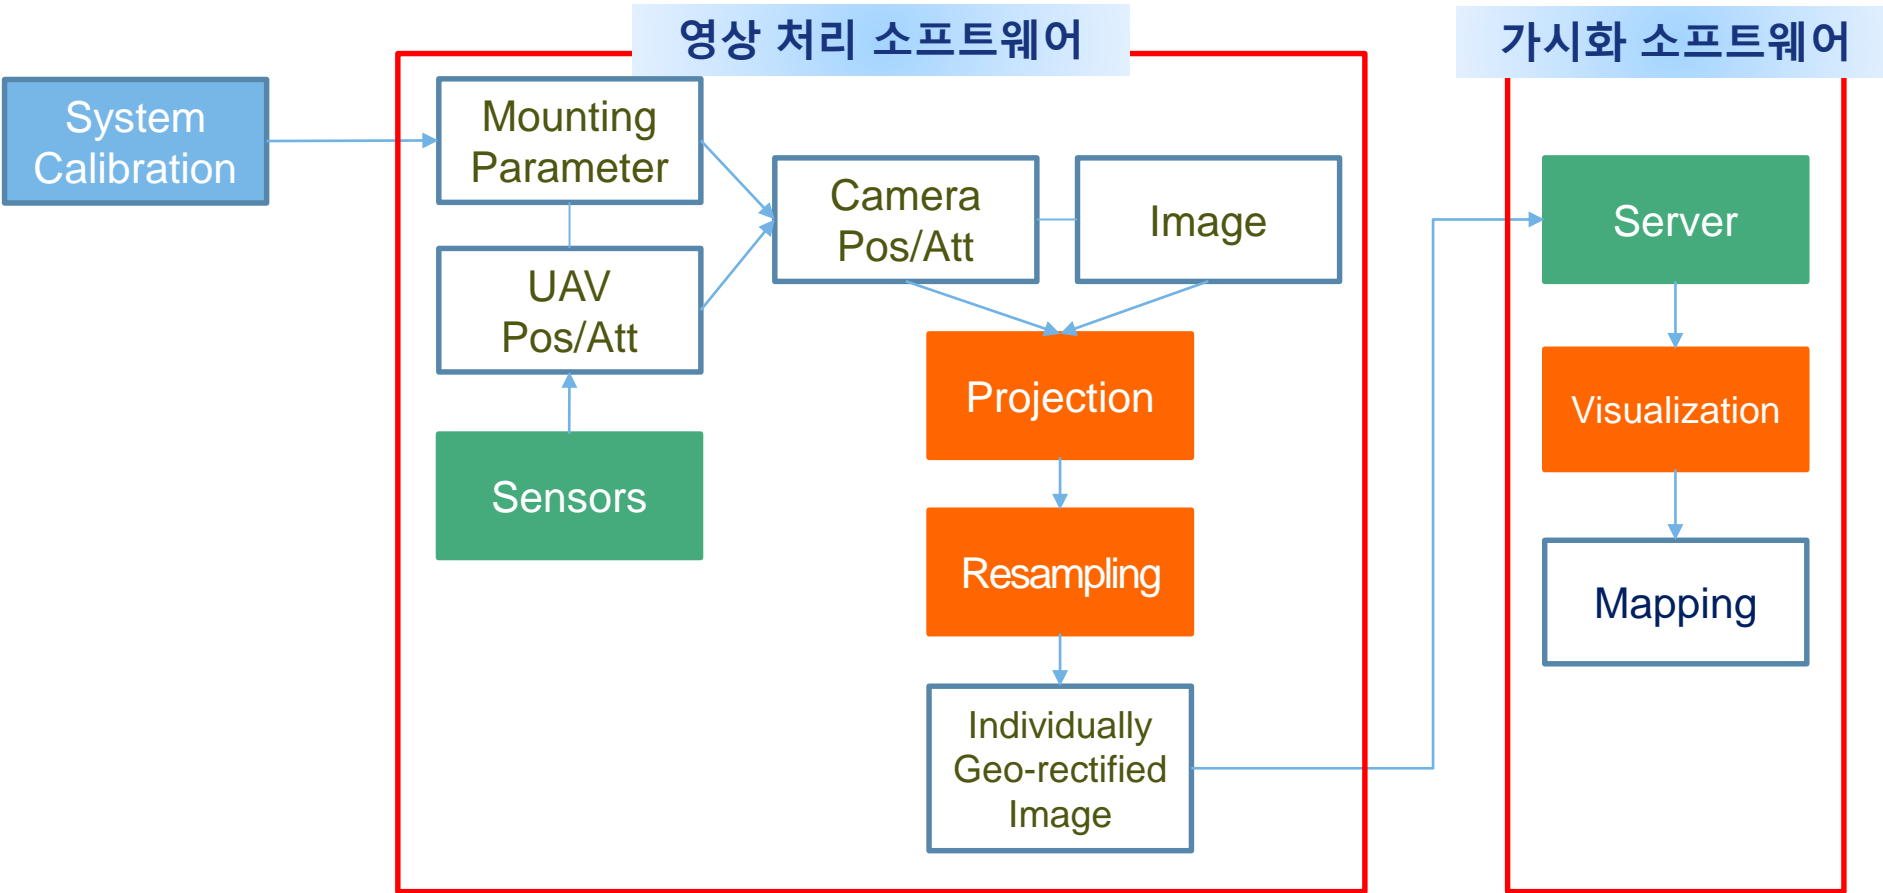 영상 처리 소프트웨어
가시화 소프트웨어
System
Calibration
Mounting
Parameter
UAV
Pos/Att
Sensors
Camera
Pos/Att
Image
Projection
Resampling
Individually
Geo-rectified
Image
Server
Visualization
Mapping